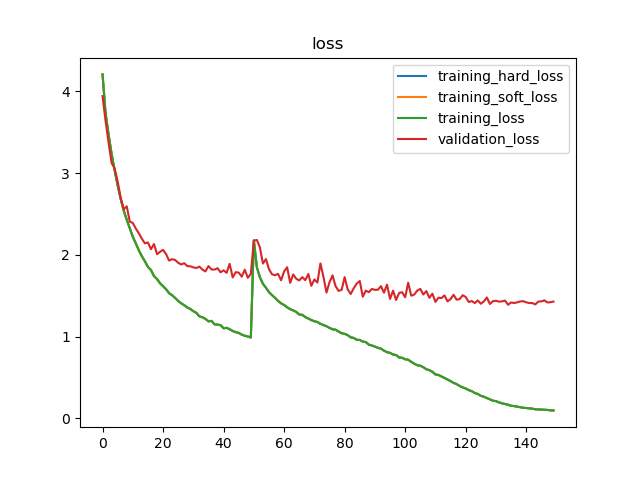 loss
training_hard_loss
training_soft_loss
training_loss
validation_loss
4
3
2
1
0
0 20 40 60 80 100 120 140